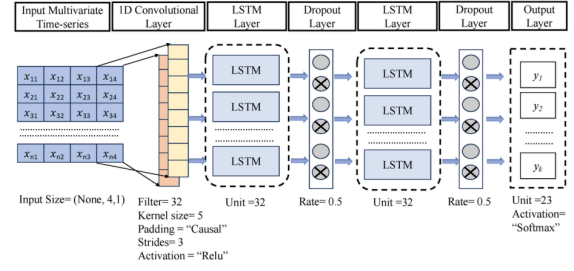 Input Multivariate
Time-series
1D Convolutional
Layer
LSTM
Layer
Dropout
Layer
LSTM
Layer
Dropout
Layer
Output
Layer
x11 x12 x13 x14
x21 x22 x23 x24
x31 x32 x33 x34
xn1 xn2 xn3 xn4
LSTM
LSTM
LSTM
LSTM
LSTM
LSTM
y1
y2
yk
Input Size= (None, 4,1)
Filter= 32
Kernel size= 5
Padding = “Causal”
Strides= 3
Activation = “Relu”
Unit =32
Rate= 0.5
Unit =32
Rate= 0.5
Unit =23
Activation=
“Softmax”